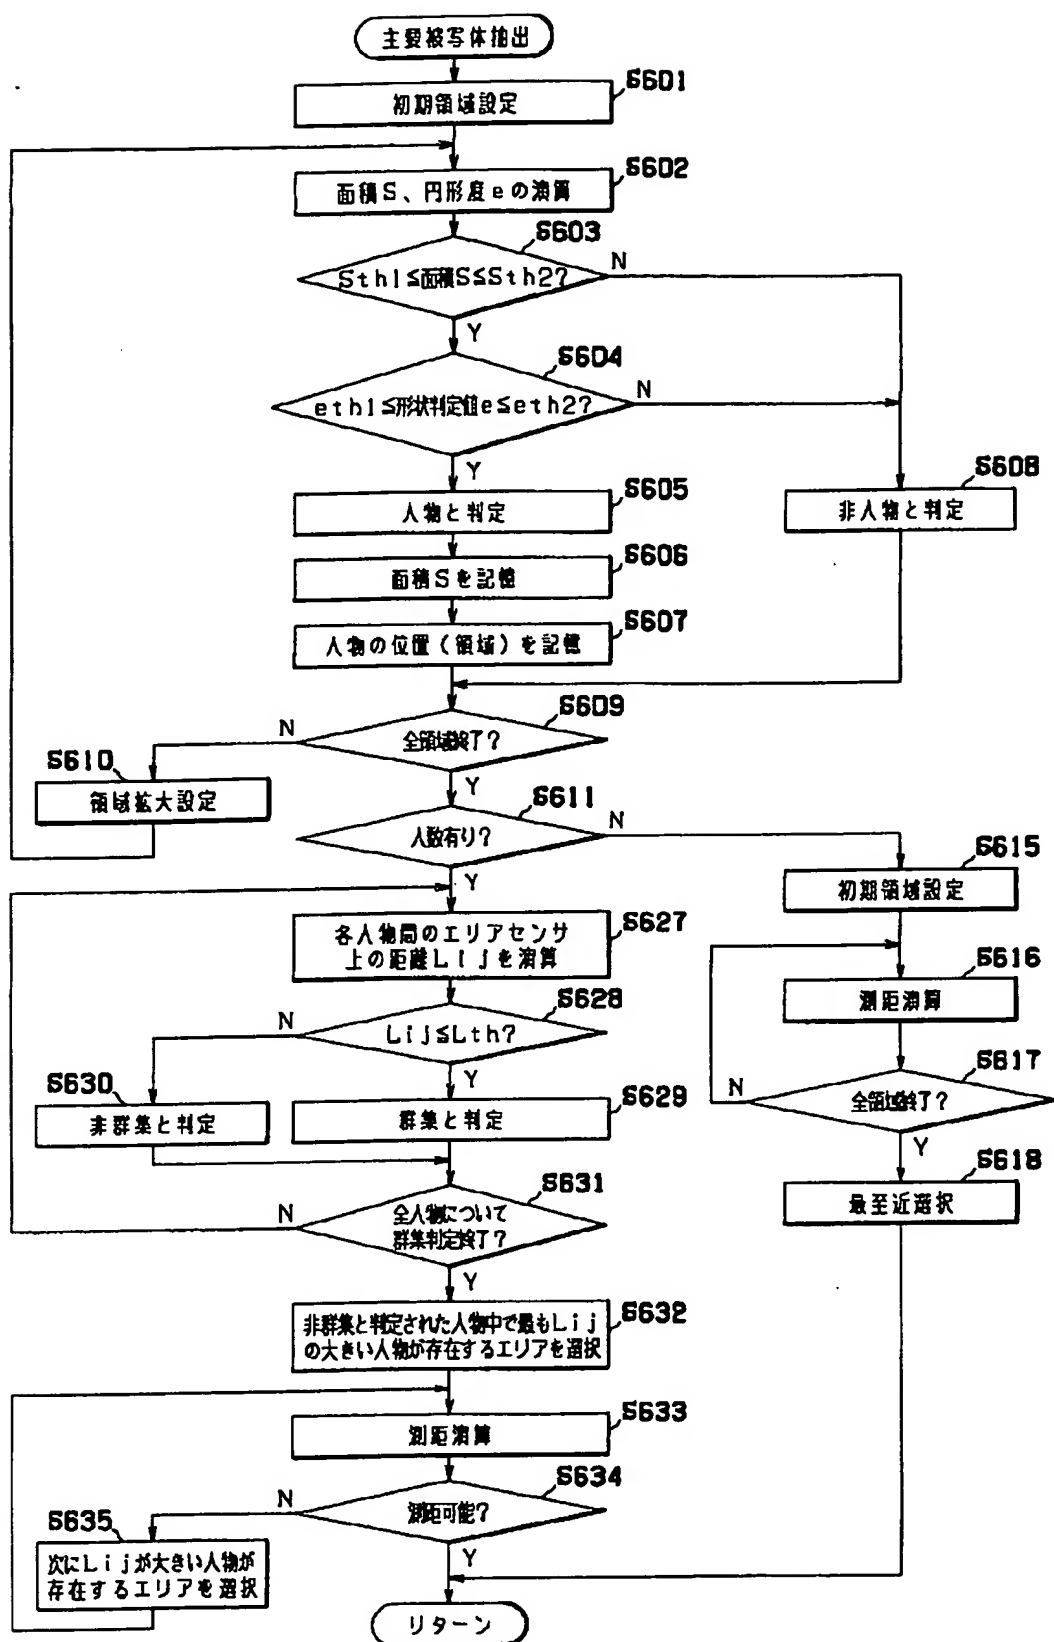 主要被写体抽出
S601
初期領域設定
S602
面積S、円形度eの演算
S603
Sth1≦面積S≦Sth2?
N
Y
S604
eth1≦形状判定値e≦eth2?
N
Y
S605
人物と判定
S608
非人物と判定
S606
面積Sを記憶
S607
人物の位置(領域)を記憶
S609
全領域終了?
N
Y
S610
領域拡大設定
S611
人数有り?
N
Y
S615
初期領域設定
S627
各人物間のエリアセンサ
上の距離Lijを演算
S616
測距演算
S628
Lij≦Lth?
N
Y
S617
全領域終了?
N
Y
S630
非群集と判定
S629
群集と判定
S618
最至近選択
S631
全人物について
群集判定終了?
N
Y
S632
非群集と判定された人物中で最もLij
の大きい人物が存在するエリアを選択
S633
測距演算
S634
測距可能?
N
Y
S635
次にLijが大きい人物が
存在するエリアを選択
リターン